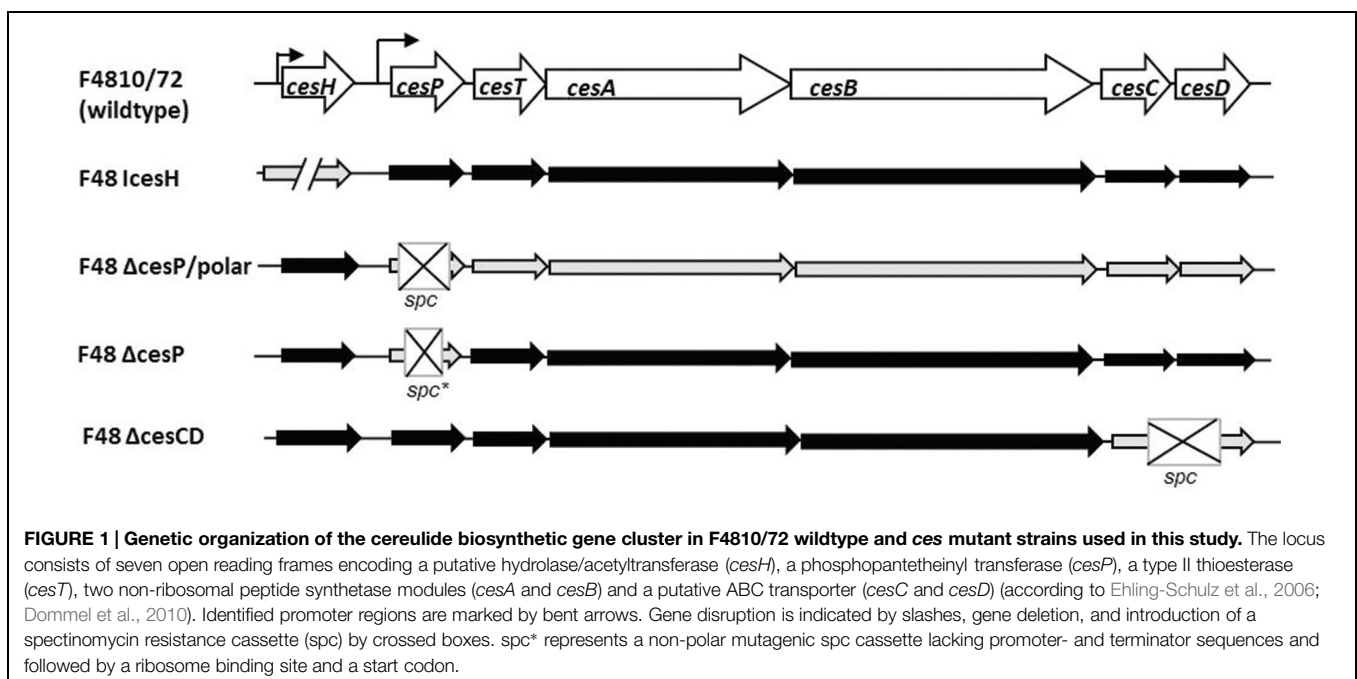 F4810/72
(wildtype)
cesH cesP cesT cesA cesB cesC cesD
F48 IcesH
F48 ΔcesP/polar
spc
F48 ΔcesP
spc*
F48 ΔcesCD
spc
FIGURE 1 | Genetic organization of the cereulide biosynthetic gene cluster in F4810/72 wildtype and ces mutant strains used in this study. The locus
consists of seven open reading frames encoding a putative hydrolase/acetyltransferase (cesH), a phosphopantetheinyl transferase (cesP), a type II thioesterase
(cesT), two non-ribosomal peptide synthetase modules (cesA and cesB) and a putative ABC transporter (cesC and cesD) (according to Ehling-Schulz et al., 2006;
Dommel et al., 2010). Identified promoter regions are marked by bent arrows. Gene disruption is indicated by slashes, gene deletion, and introduction of a
spectinomycin resistance cassette (spc) by crossed boxes. spc* represents a non-polar mutagenic spc cassette lacking promoter- and terminator sequences and
followed by a ribosome binding site and a start codon.